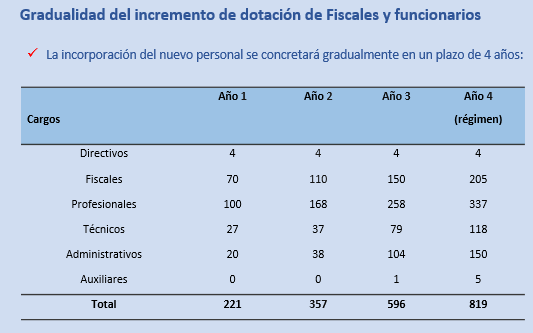 Gradualidad del incremento de dotación de Fiscales y funcionarios
✓ La incorporación del nuevo personal se concretará gradualmente en un plazo de 4 años:
Cargos Año 1 Año 2 Año 3 Año 4 (régimen)
Directivos 4 4 4 4
Fiscales 70 110 150 205
Profesionales 100 168 258 337
Técnicos 27 37 79 118
Administrativos 20 38 104 150
Auxiliares 0 0 1 5
Total 221 357 596 819